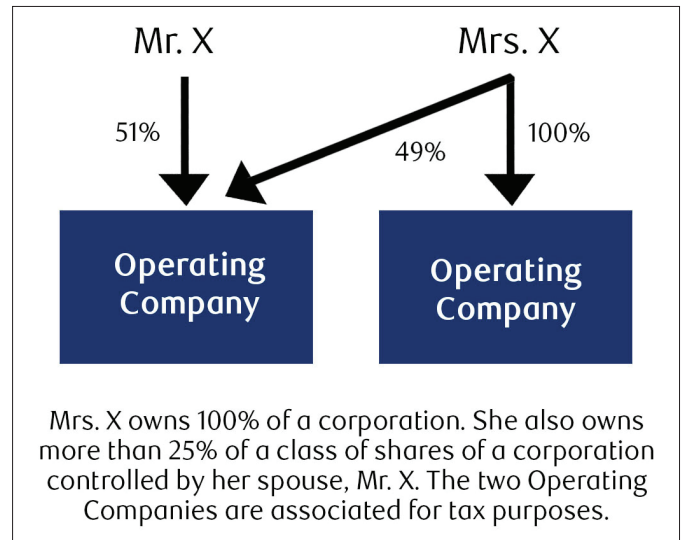 Mr. X
Mrs. X
51%
49%
100%
Operating
Company
Operating
Company
Mrs. X owns 100% of a corporation. She also owns
more than 25% of a class of shares of a corporation
controlled by her spouse, Mr. X. The two Operating
Companies are associated for tax purposes.